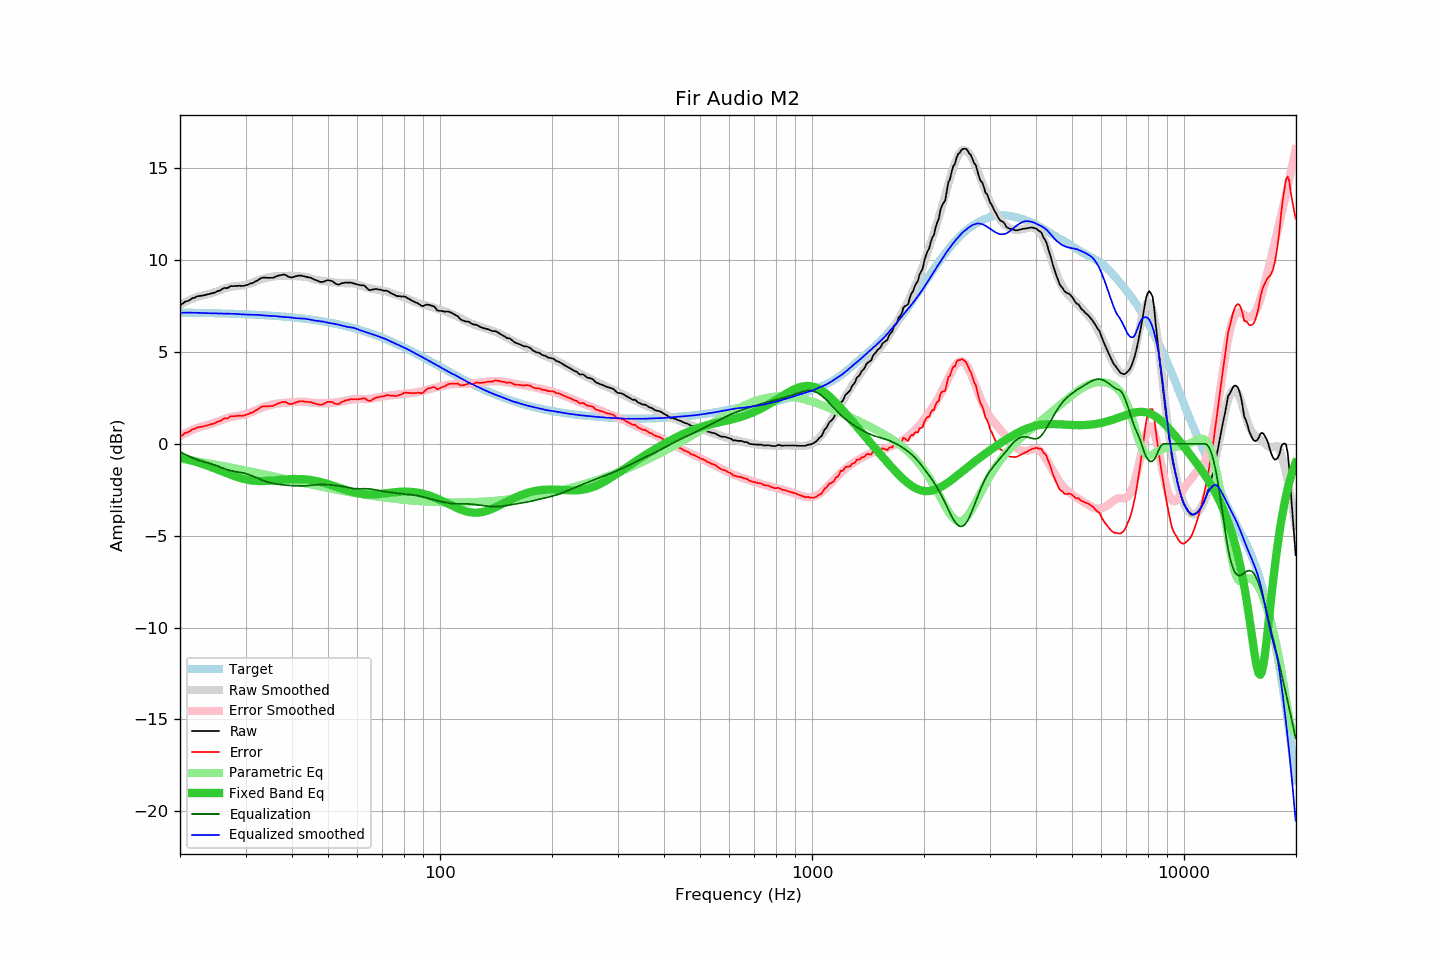 Fir Audio M2
Amplitude (dBr)
15
10
5
0
−5
−10
−15
−20
Target
Raw Smoothed
Error Smoothed
Raw
Error
Parametric Eq
Fixed Band Eq
Equalization
Equalized smoothed
100
1000
10000
Frequency (Hz)